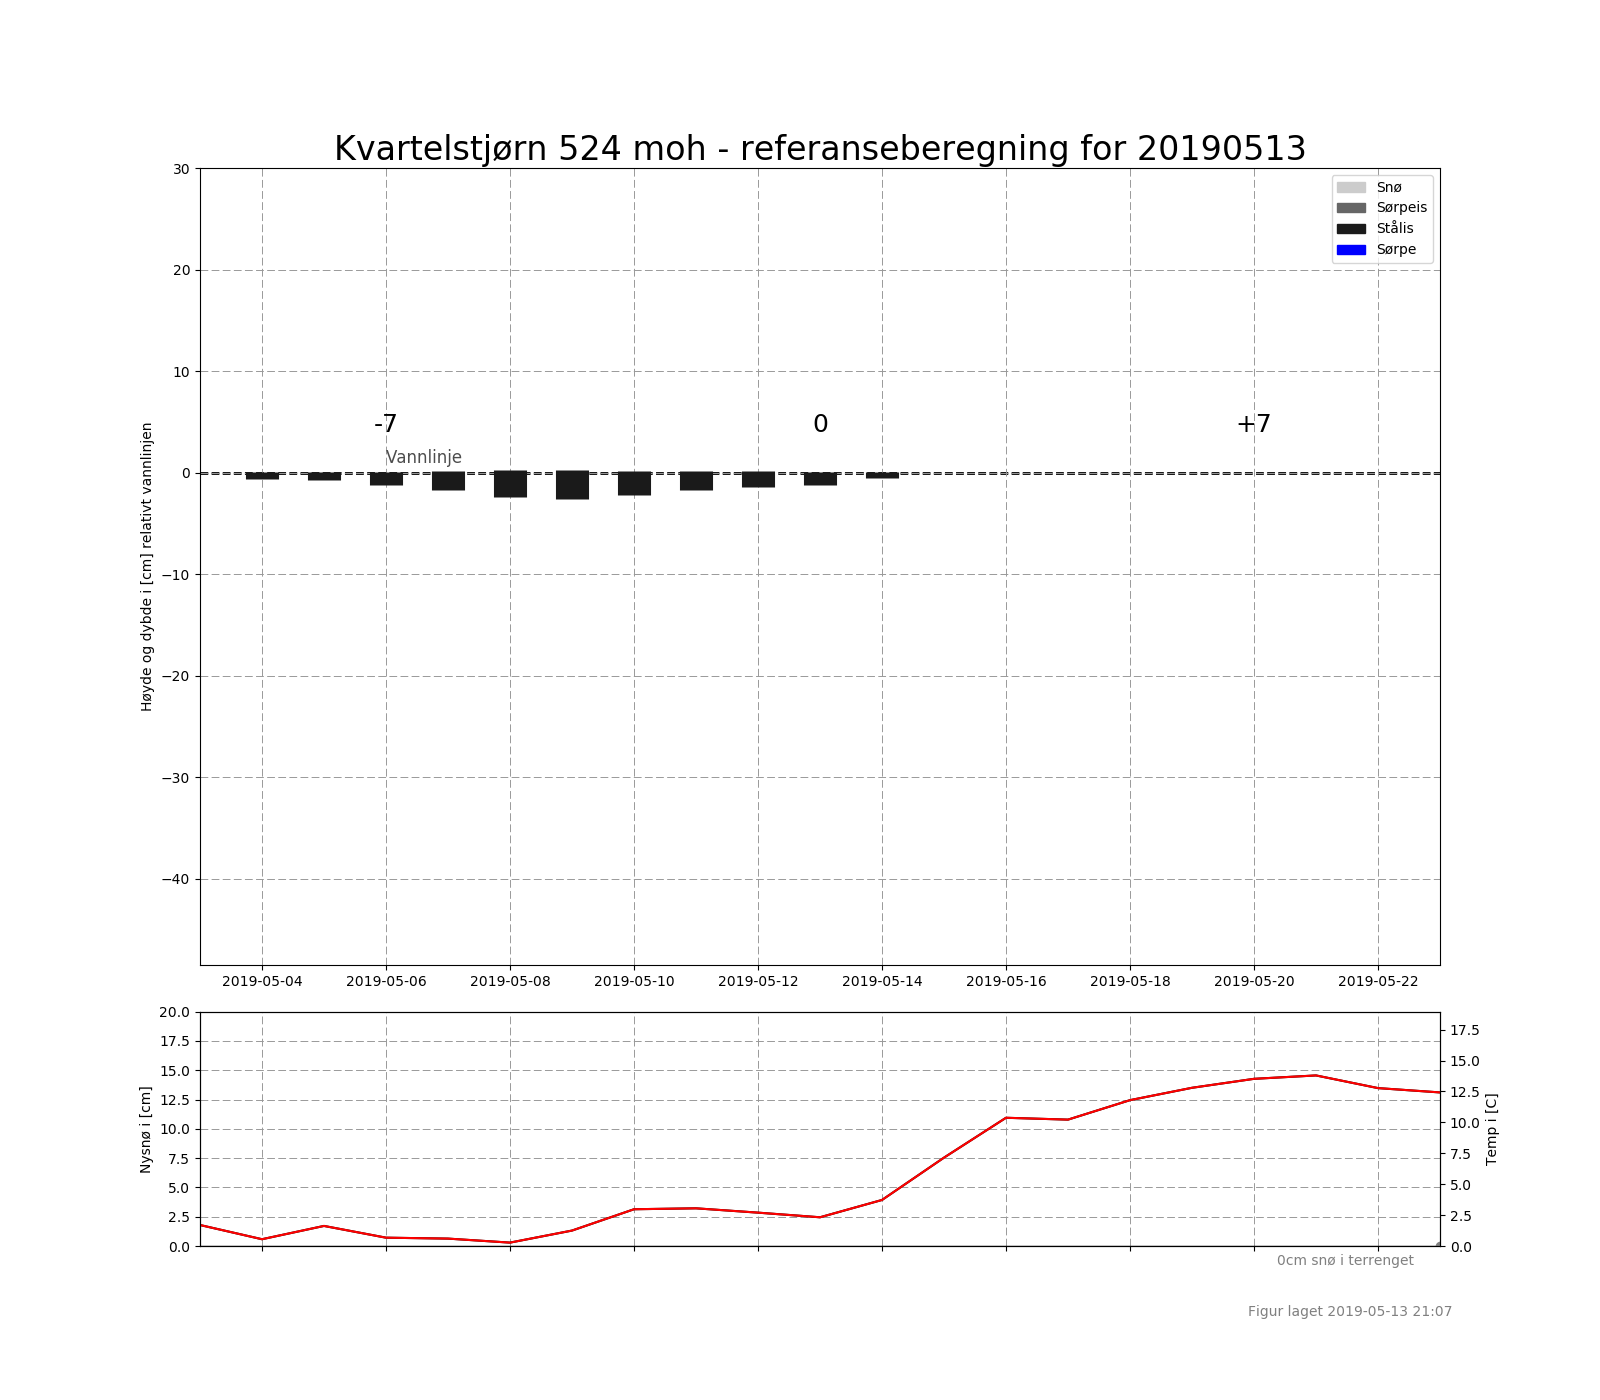 Kvartelstjørn 524 moh - referanseberegning for 20190513
Høyde og dybde i [cm] relativt vannlinjen
30
20
10
0
−10
−20
−30
−40
Snø
Sørpeis
Stålis
Sørpe
-7
0
+7
Vannlinje
2019-05-04 2019-05-06 2019-05-08 2019-05-10 2019-05-12 2019-05-14 2019-05-16 2019-05-18 2019-05-20 2019-05-22
Nysnø i [cm]
20.0
17.5
15.0
12.5
10.0
7.5
5.0
2.5
0.0
17.5
15.0
12.5
10.0
7.5
5.0
2.5
0.0
Temp i [C]
0cm snø i terrenget
Figur laget 2019-05-13 21:07